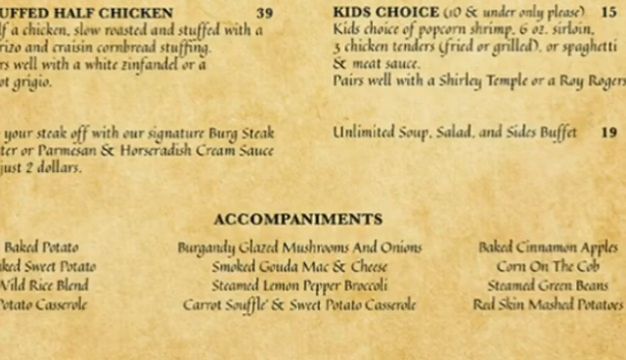 UFFED HALF CHICKEN 39
lf a chicken, slow roasted and stuffed with a
rizo and craisin cornbread stuffing.
rs well with a white zinfandel or a
ot grigio.
KIDS CHOICE (10 & under only please) 15
Kids choice of popcorn shrimp, 6 oz. sirloin,
3 chicken tenders (fried or grilled), or spaghetti
& meat sauce.
Pairs well with a Shirley Temple or a Roy Rogers
your steak off with our signature Burg Steak
ter or Parmesan & Horseradish Cream Sauce
just 2 dollars.
Unlimited Soup, Salad, and Sides Buffet 19
ACCOMPANIMENTS
Baked Potato
ked Sweet Potato
Wild Rice Blend
Potato Casserole
Burgandy Glazed Mushrooms And Onions
Smoked Gouda Mac & Cheese
Steamed Lemon Pepper Broccoli
Carrot Souffle' & Sweet Potato Casserole
Baked Cinnamon Apples
Corn On The Cob
Steamed Green Beans
Red Skin Mashed Potatoes